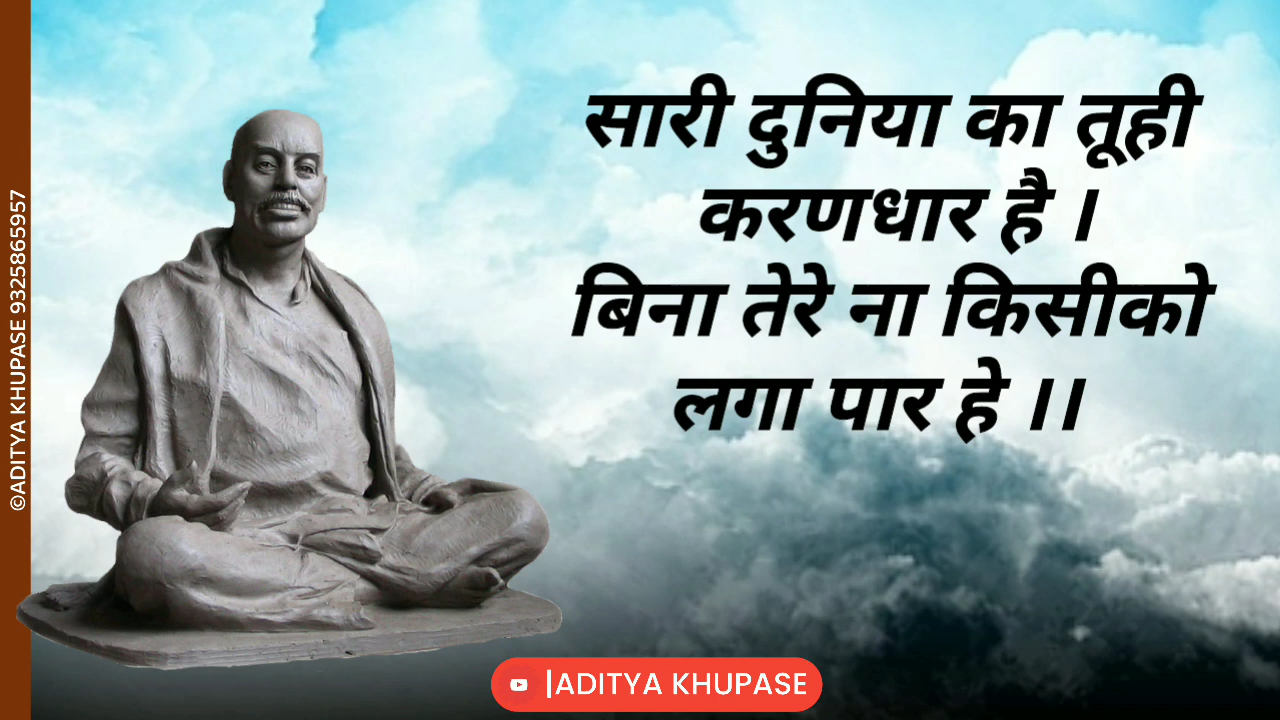 सारी दुनिया का तूही
करणधार है ।
बिना तेरे ना किसीको
लगा पार हे ।।
©ADITYA KHUPASE 9325865957
|ADITYA KHUPASE